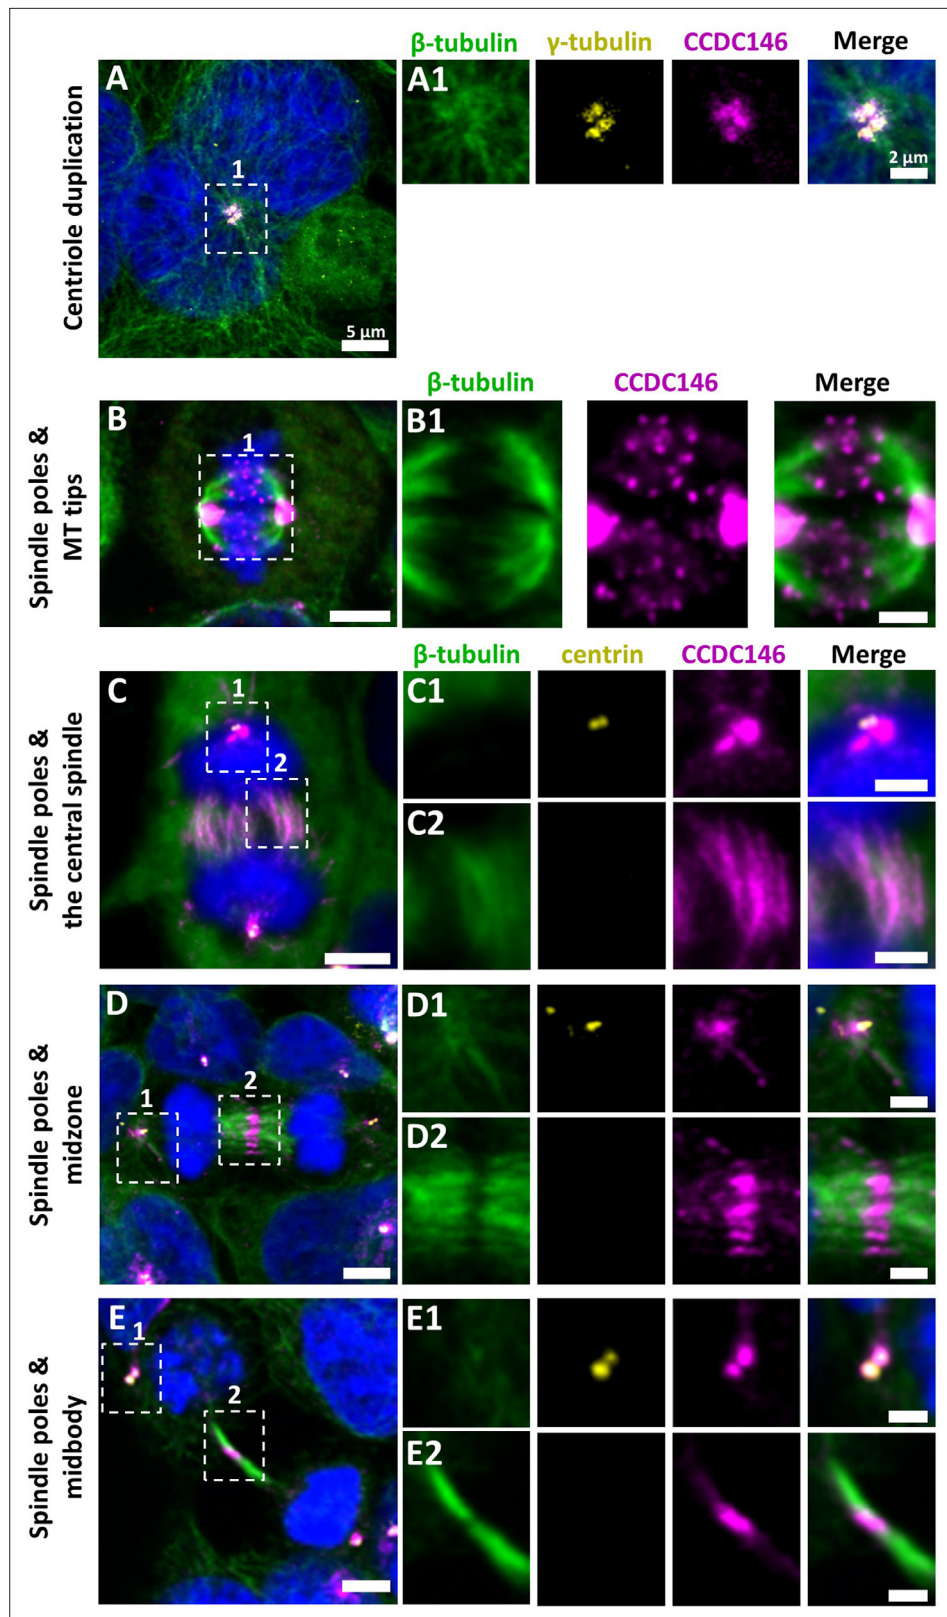 β-tubulin γ-tubulin CCDC146 Merge
Centriole duplication
A
1
5 µm
A1
2 µm
β-tubulin CCDC146 Merge
Spindle poles &
MT tips
B
1
B1
β-tubulin centrin CCDC146 Merge
Spindle poles &
the central spindle
C
1
2
C1
C2
Spindle poles &
midzone
D
1
2
D1
D2
Spindle poles &
midbody
E
1
2
E1
E2